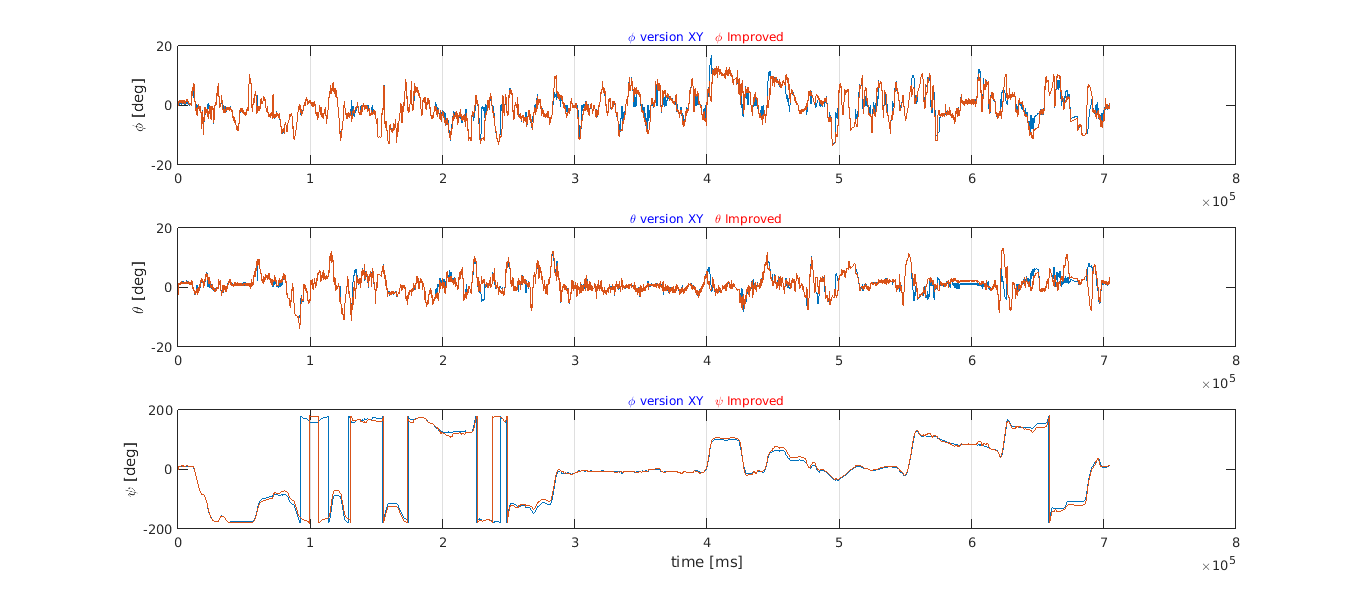 ϕ version XY ϕ Improved
20
0
-20
ϕ [deg]
0 1 2 3 4 5 6 7 8
×10^5
θ version XY θ Improved
20
0
-20
θ [deg]
0 1 2 3 4 5 6 7 8
×10^5
ϕ version XY ψ Improved
200
0
-200
ψ [deg]
0 1 2 3 4 5 6 7 8
time [ms]
×10^5